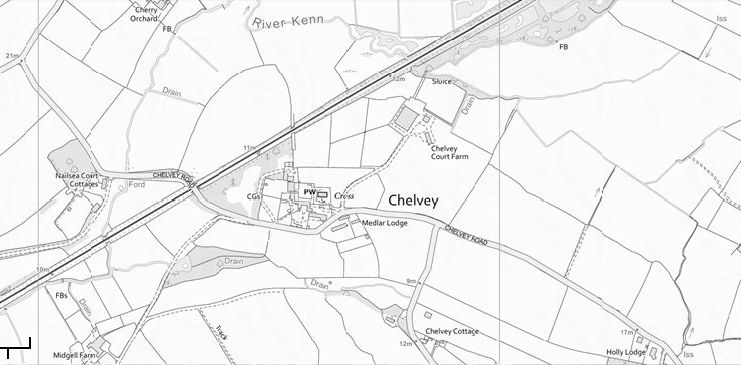 Cherry
Orchard
FB
River Kenn
Iss
21m
FB
12m
Sluice
Drain
Drain
11m
Chelvey
Court Farm
Nailsea Court
Cottages
CHELVEY ROAD
Ford
CGs
PW
Cross
Chelvey
Medlar Lodge
CHELVEY ROAD
Drain
10m
Drain
9m
FBs
Drain
Track
Chelvey Cottage
17m
12m
Midgell Farm
Holly Lodge
Iss